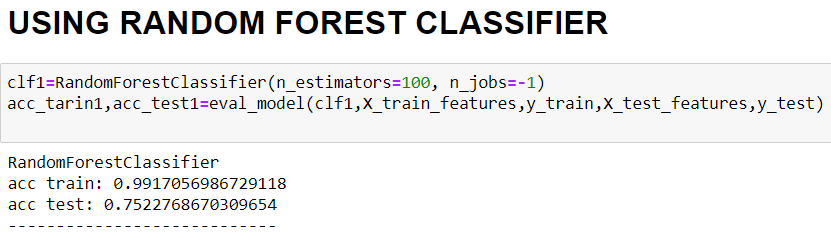 USING RANDOM FOREST CLASSIFIER
clf1=RandomForestClassifier(n_estimators=100, n_jobs=-1)
acc_tarin1,acc_test1=eval_model(clf1,X_train_features,y_train,X_test_features,y_test)
RandomForestClassifier
acc train: 0.9917056986729118
acc test: 0.7522768670309654
----------------------------